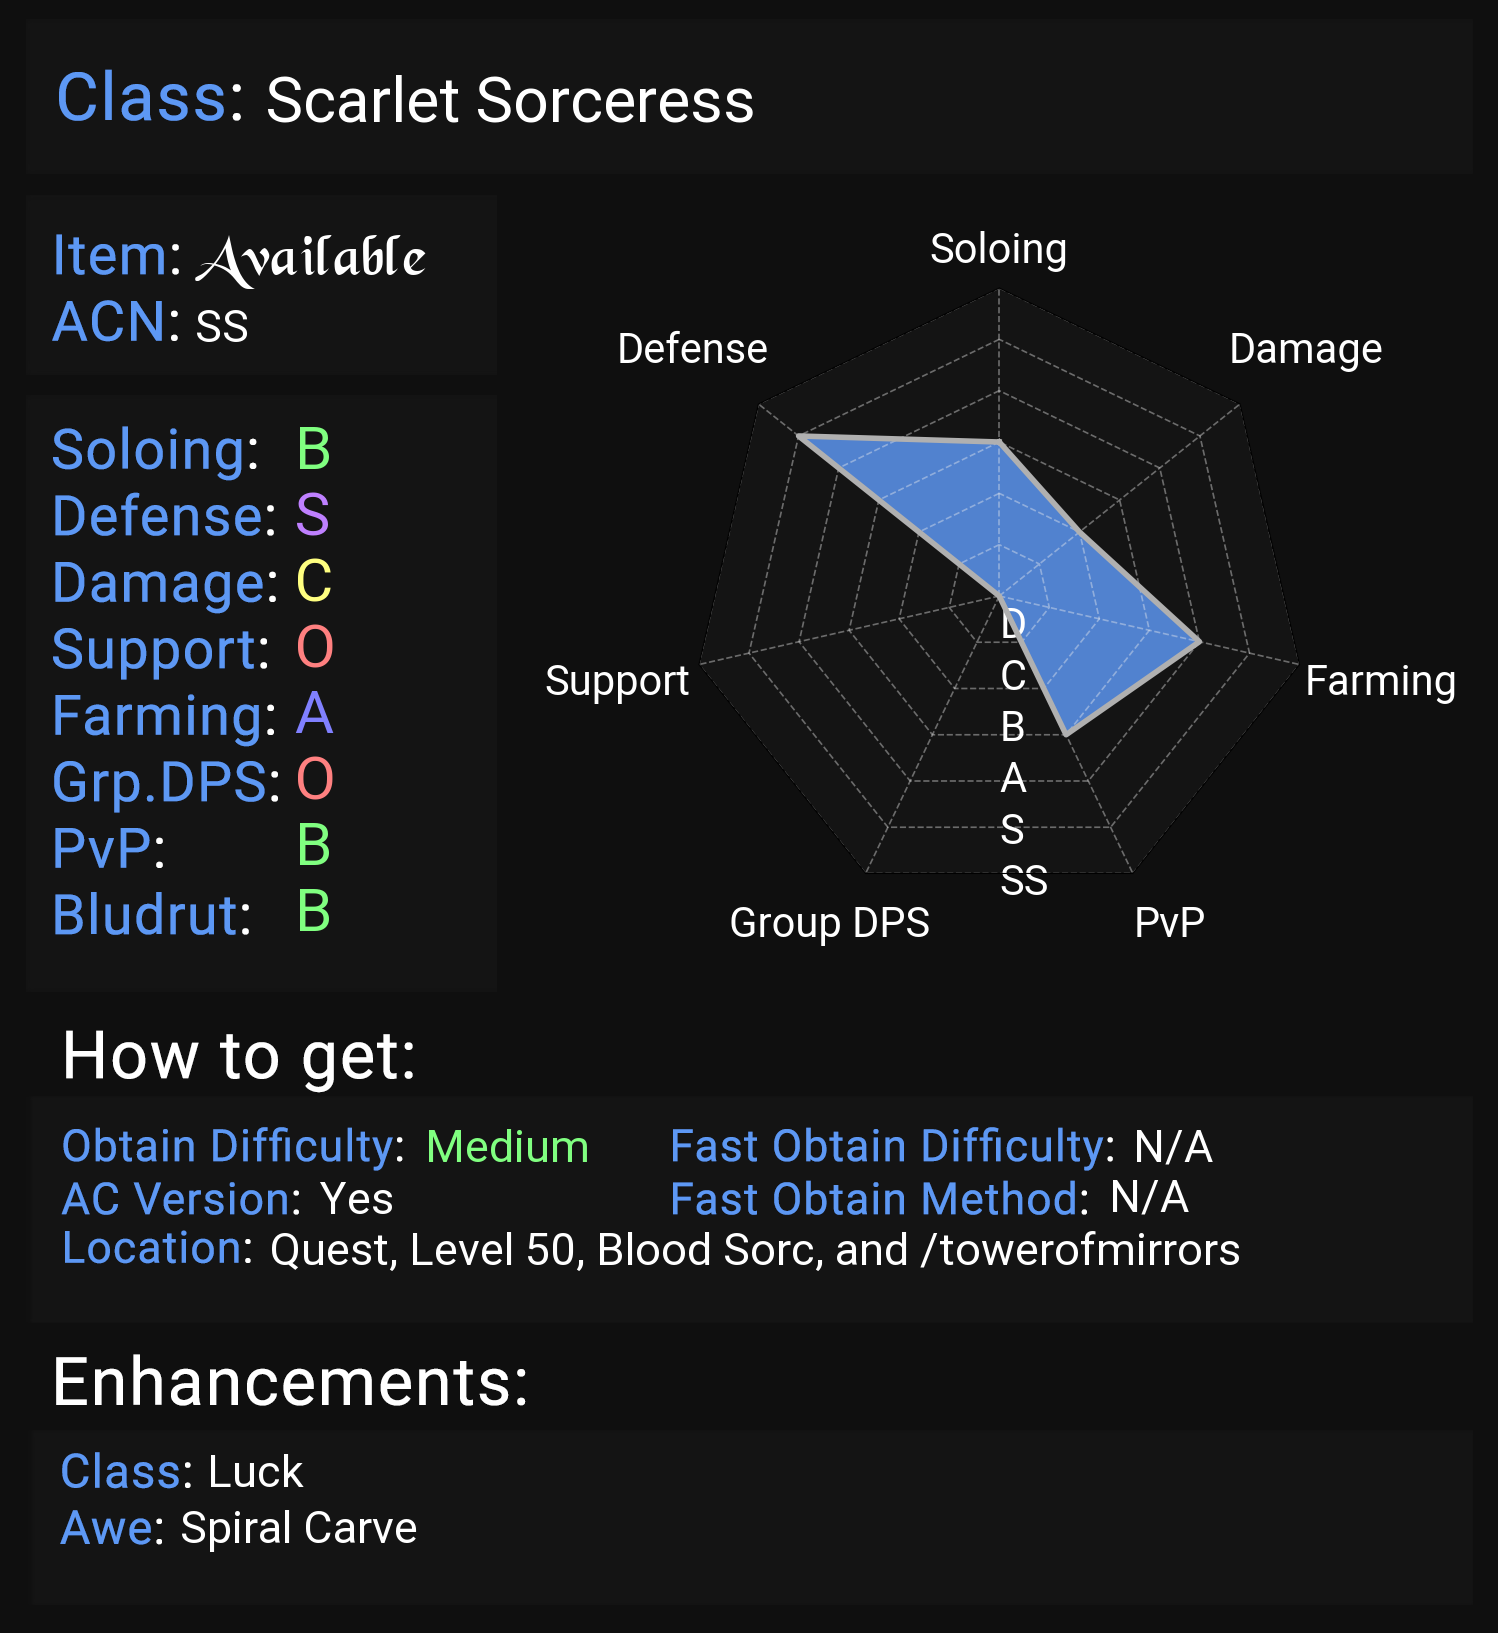 Class: Scarlet Sorceress
Item: Available
ACN: SS
Soloing: B
Defense: S
Damage: C
Support: O
Farming: A
Grp.DPS: O
PvP: B
Bludrut: B
Soloing
Defense
Damage
Support
Farming
D
C
B
A
S
SS
Group DPS
PvP
How to get:
Obtain Difficulty: Medium
Fast Obtain Difficulty: N/A
AC Version: Yes
Fast Obtain Method: N/A
Location: Quest, Level 50, Blood Sorc, and /towerofmirrors
Enhancements:
Class: Luck
Awe: Spiral Carve